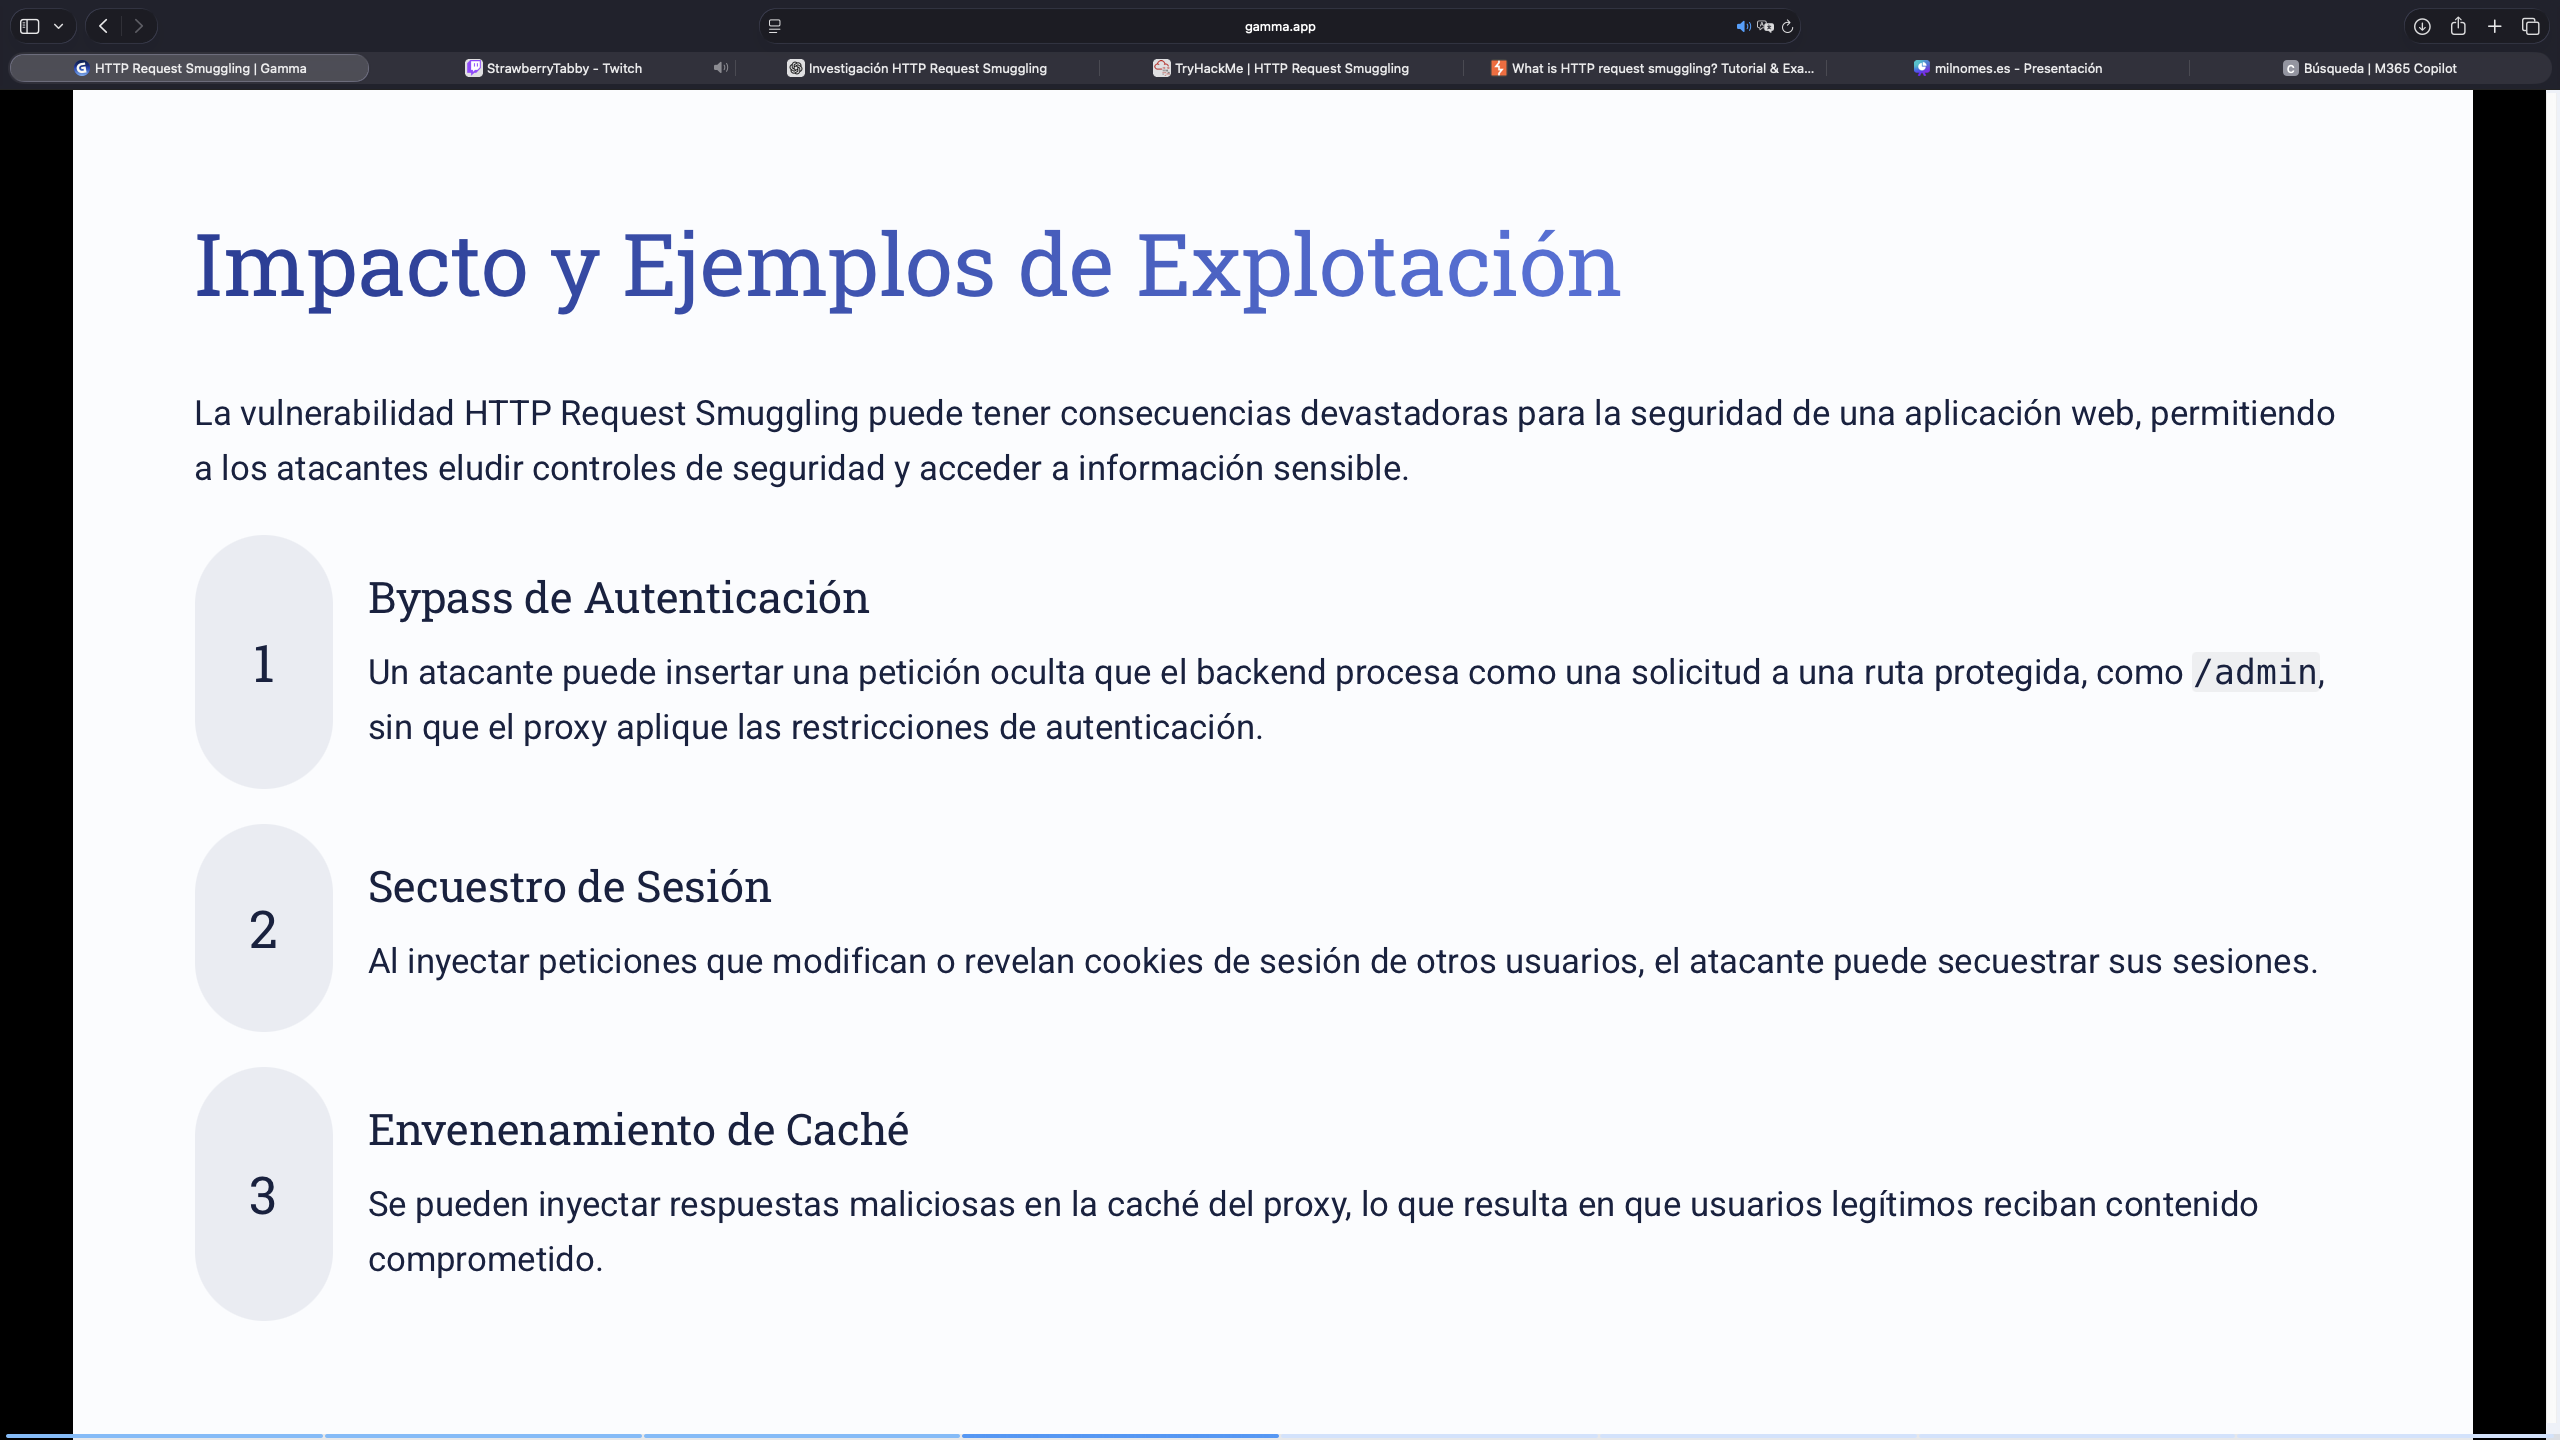 gamma.app
HTTP Request Smuggling | Gamma
StrawberryTabby - Twitch
Investigación HTTP Request Smuggling
TryHackMe | HTTP Request Smuggling
What is HTTP request smuggling? Tutorial & Exa...
milnomes.es - Presentación
Búsqueda | M365 Copilot
Impacto y Ejemplos de Explotación
La vulnerabilidad HTTP Request Smuggling puede tener consecuencias devastadoras para la seguridad de una aplicación web, permitiendo
a los atacantes eludir controles de seguridad y acceder a información sensible.
1
Bypass de Autenticación
Un atacante puede insertar una petición oculta que el backend procesa como una solicitud a una ruta protegida, como /admin,
sin que el proxy aplique las restricciones de autenticación.
2
Secuestro de Sesión
Al inyectar peticiones que modifican o revelan cookies de sesión de otros usuarios, el atacante puede secuestrar sus sesiones.
3
Envenenamiento de Caché
Se pueden inyectar respuestas maliciosas en la caché del proxy, lo que resulta en que usuarios legítimos reciban contenido
comprometido.